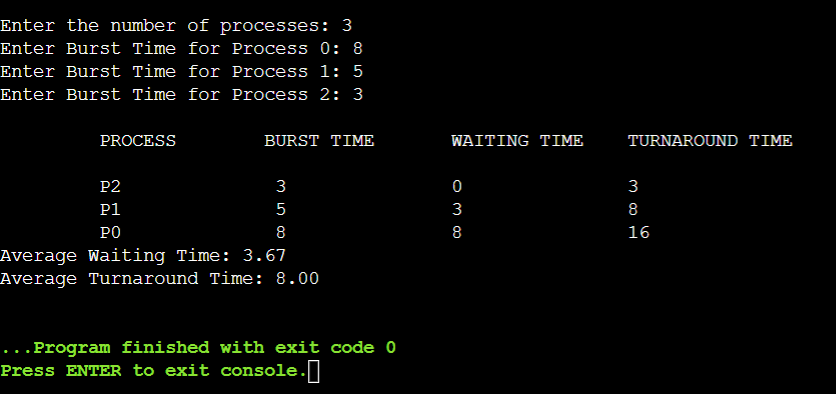 Enter the number of processes: 3
Enter Burst Time for Process 0: 8
Enter Burst Time for Process 1: 5
Enter Burst Time for Process 2: 3
PROCESS BURST TIME WAITING TIME TURNAROUND TIME
P2 3 0 3
P1 5 3 8
P0 8 8 16
Average Waiting Time: 3.67
Average Turnaround Time: 8.00
...Program finished with exit code 0
Press ENTER to exit console.